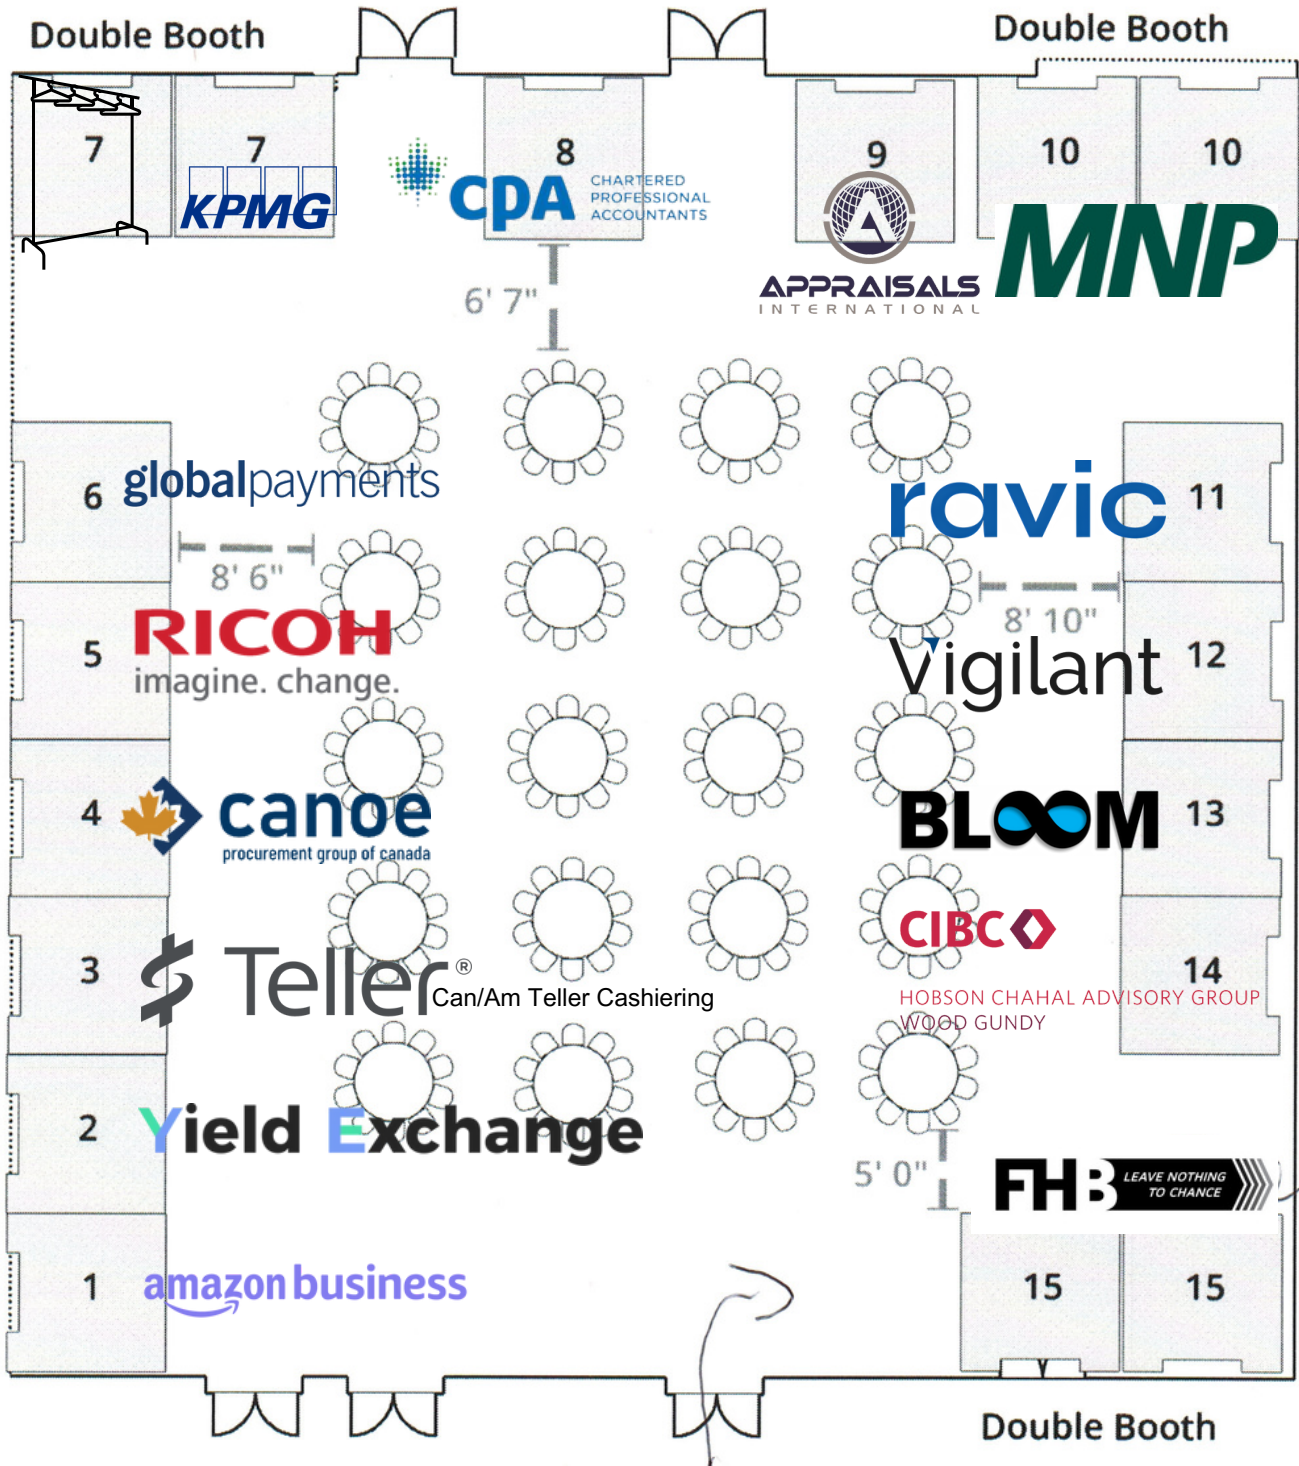 Double Booth
Double Booth
7
7
8
9
10
10
KPMG
CPA
CHARTERED
PROFESSIONAL
ACCOUNTANTS
APPRAISALS
INTERNATIONAL
MNP
6' 7"
6
globalpayments
ravic
11
8' 6"
8' 10"
5
RICOH
imagine. change.
Vigilant
12
4
canoe
procurement group of canada
BLOOM
13
3
Teller®
Can/Am Teller Cashiering
CIBC
14
HOBSON CHAHAL ADVISORY GROUP
WOOD GUNDY
2
Yield Exchange
5' 0"
FHB
LEAVE NOTHING
TO CHANCE
1
amazon business
15
15
Double Booth